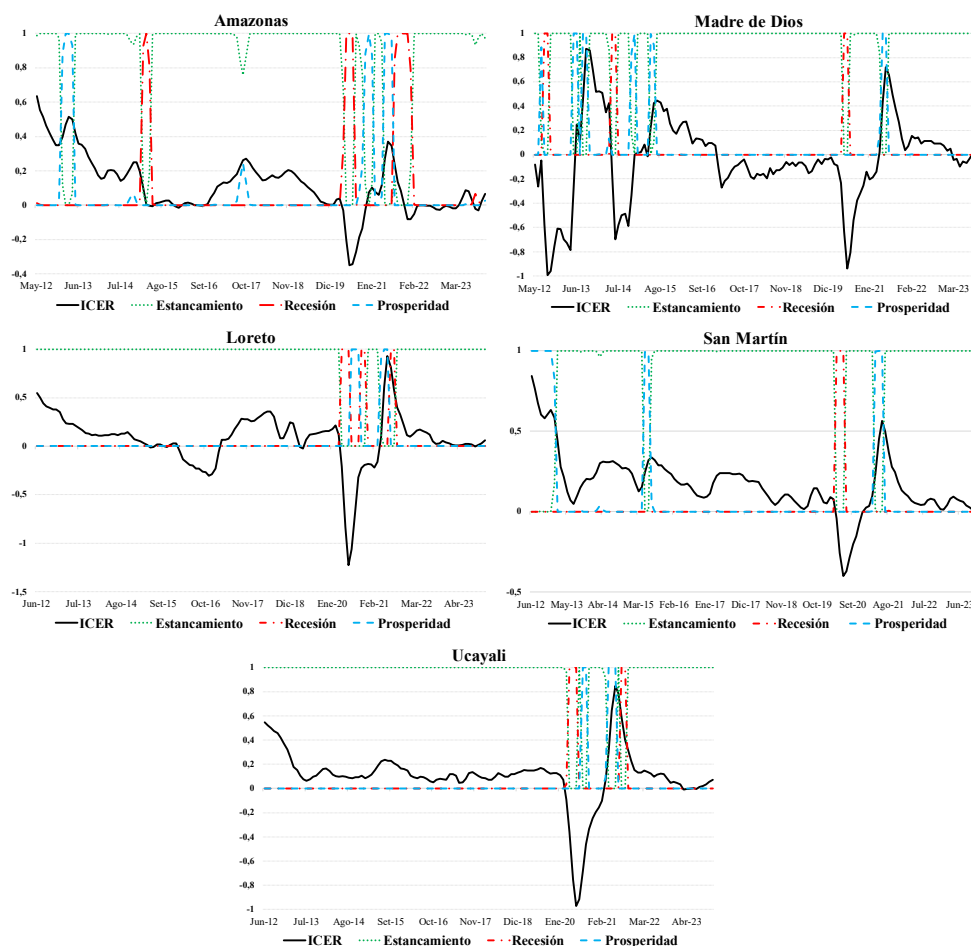 Amazonas
1
0,8
0,6
0,4
0,2
0
-0,2
-0,4
May-12 Jun-13 Jul-14 Ago-15 Set-16 Oct-17 Nov-18 Dic-19 Ene-21 Feb-22 Mar-23
ICER Estancamiento Recesión Prosperidad
Madre de Dios
1
0,8
0,6
0,4
0,2
0
-0,2
-0,4
-0,6
-0,8
-1
May-12 Jun-13 Jul-14 Ago-15 Set-16 Oct-17 Nov-18 Dic-19 Ene-21 Feb-22 Mar-23
ICER Estancamiento Recesión Prosperidad
Loreto
1
0,5
0
-0,5
-1
-1,5
Jun-12 Jul-13 Ago-14 Set-15 Oct-16 Nov-17 Dic-18 Ene-20 Feb-21 Mar-22 Abr-23
ICER Estancamiento Recesión Prosperidad
San Martín
1
0,5
0
-0,5
Jun-12 May-13 Abr-14 Mar-15 Feb-16 Ene-17 Dic-17 Nov-18 Oct-19 Set-20 Ago-21 Jul-22 Jun-23
ICER Estancamiento Recesión Prosperidad
Ucayali
1
0,8
0,6
0,4
0,2
0
-0,2
-0,4
-0,6
-0,8
-1
Jun-12 Jul-13 Ago-14 Set-15 Oct-16 Nov-17 Dic-18 Ene-20 Feb-21 Mar-22 Abr-23
ICER Estancamiento Recesión Prosperidad